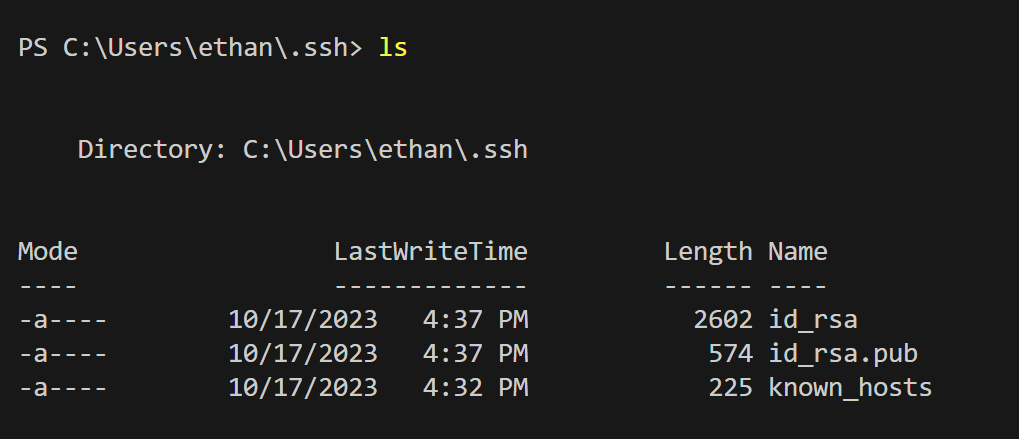 PS C:\Users\ethan\.ssh> ls
Directory: C:\Users\ethan\.ssh
Mode LastWriteTime Length Name
---- ------------- ------ ----
-a---- 10/17/2023 4:37 PM 2602 id_rsa
-a---- 10/17/2023 4:37 PM 574 id_rsa.pub
-a---- 10/17/2023 4:32 PM 225 known_hosts